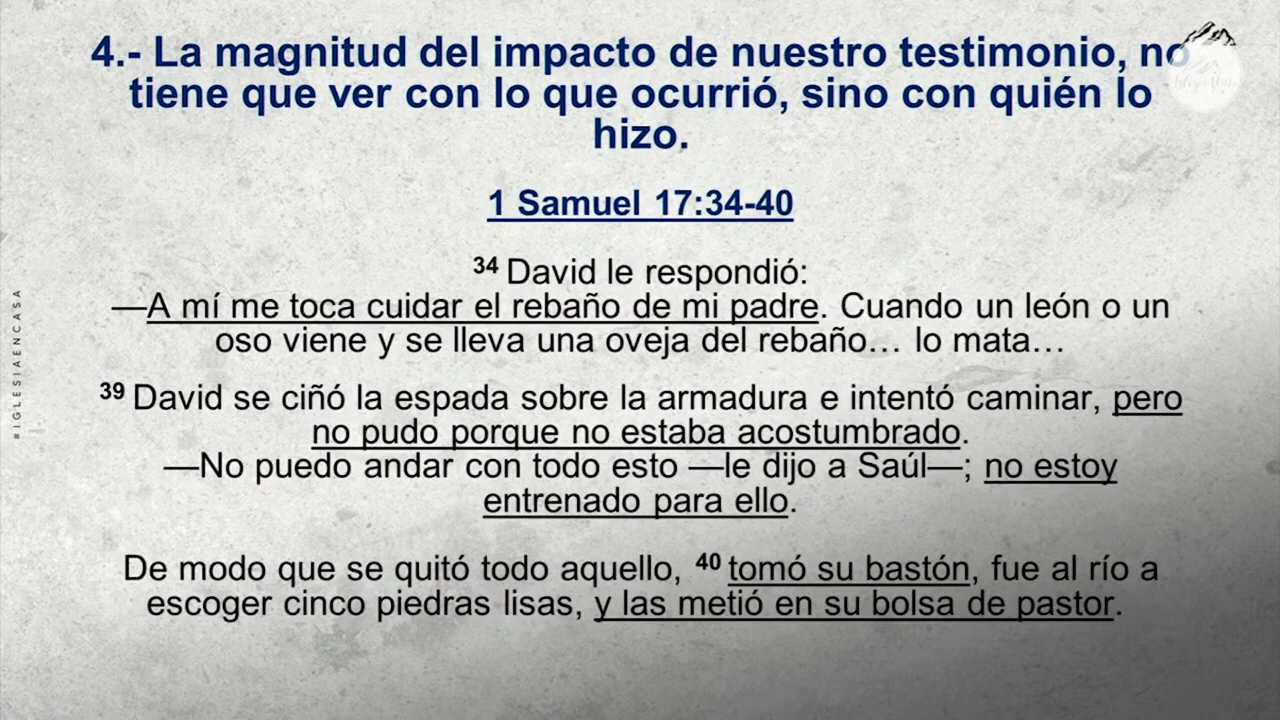 4.- La magnitud del impacto de nuestro testimonio, no
tiene que ver con lo que ocurrió, sino con quién lo
hizo.
1 Samuel 17:34-40
34 David le respondió:
—A mí me toca cuidar el rebaño de mi padre. Cuando un león o un
oso viene y se lleva una oveja del rebaño… lo mata…
39 David se ciñó la espada sobre la armadura e intentó caminar, pero
no pudo porque no estaba acostumbrado.
—No puedo andar con todo esto —le dijo a Saúl—; no estoy
entrenado para ello.
De modo que se quitó todo aquello, 40 tomó su bastón, fue al río a
escoger cinco piedras lisas, y las metió en su bolsa de pastor.
#IGLESIAENCASA